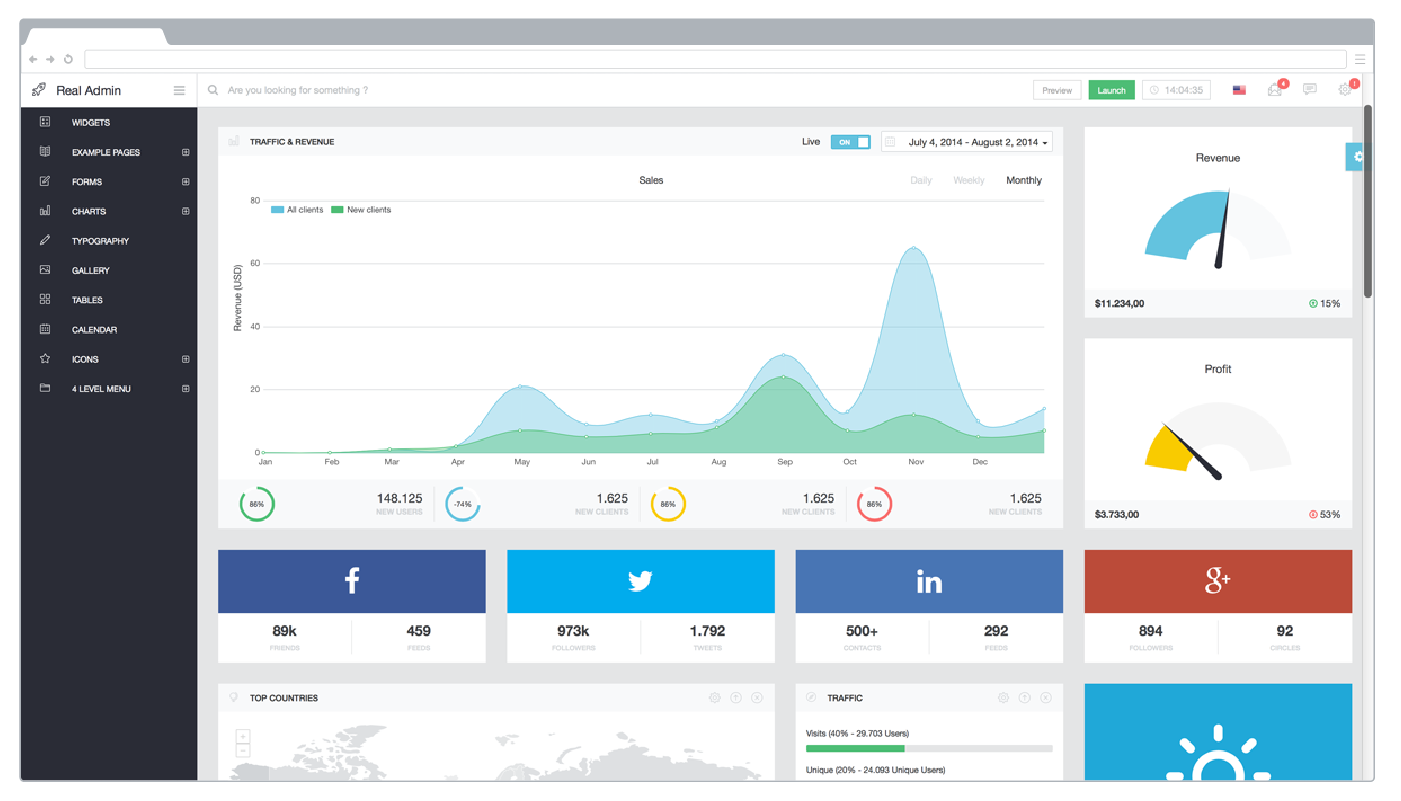 Real Admin
Are you looking for something ?
Preview
Launch
14:04:35
4
1
WIDGETS
EXAMPLE PAGES
FORMS
CHARTS
TYPOGRAPHY
GALLERY
TABLES
CALENDAR
ICONS
4 LEVEL MENU
TRAFFIC & REVENUE
Live
ON
July 4, 2014 - August 2, 2014
Sales
Daily Weekly Monthly
All clients New clients
Revenue (USD)
80
60
40
20
0
Jan Feb Mar Apr May Jun Jul Aug Sep Oct Nov Dec
86%
148.125
NEW USERS
-74%
1.625
NEW CLIENTS
86%
1.625
NEW CLIENTS
86%
1.625
NEW CLIENTS
Revenue
$11.234,00
15%
Profit
$3.733,00
53%
f
89k
FRIENDS
459
FEEDS
973k
FOLLOWERS
1.792
TWEETS
in
500+
CONTACTS
292
FEEDS
g+
894
FOLLOWERS
92
CIRCLES
TOP COUNTRIES
+
-
TRAFFIC
Visits (40% - 29.703 Users)
Unique (20% - 24.093 Unique Users)